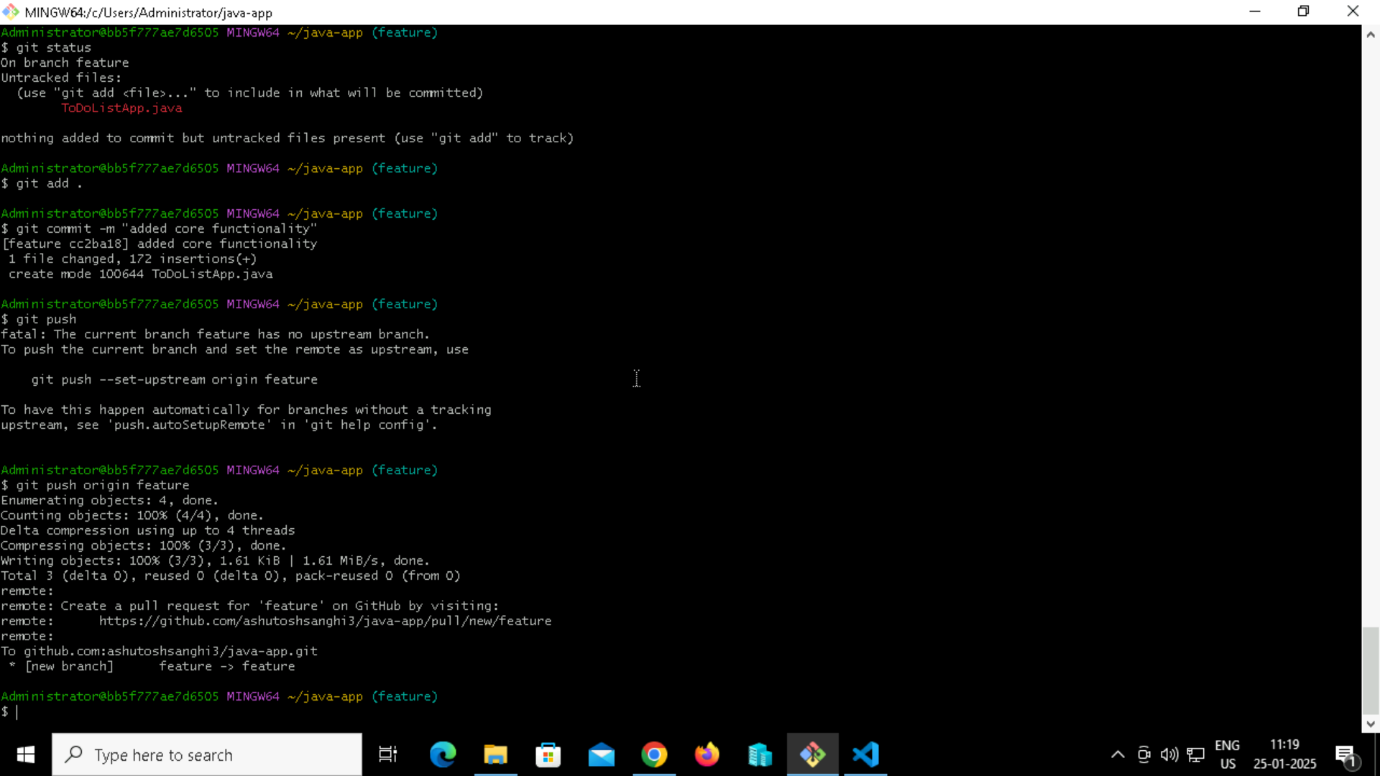 MINGW64:/c/Users/Administrator/java-app
Administrator@bb5f777ae7d6505 MINGW64 ~/java-app (feature)
$ git status
On branch feature
Untracked files:
  (use "git add <file>..." to include in what will be committed)
        ToDoListApp.java

nothing added to commit but untracked files present (use "git add" to track)

Administrator@bb5f777ae7d6505 MINGW64 ~/java-app (feature)
$ git add .

Administrator@bb5f777ae7d6505 MINGW64 ~/java-app (feature)
$ git commit -m "added core functionality"
[feature cc2ba18] added core functionality
 1 file changed, 172 insertions(+)
 create mode 100644 ToDoListApp.java

Administrator@bb5f777ae7d6505 MINGW64 ~/java-app (feature)
$ git push
fatal: The current branch feature has no upstream branch.
To push the current branch and set the remote as upstream, use

    git push --set-upstream origin feature

To have this happen automatically for branches without a tracking
upstream, see 'push.autoSetupRemote' in 'git help config'.

Administrator@bb5f777ae7d6505 MINGW64 ~/java-app (feature)
$ git push origin feature
Enumerating objects: 4, done.
Counting objects: 100% (4/4), done.
Delta compression using up to 4 threads
Compressing objects: 100% (3/3), done.
Writing objects: 100% (3/3), 1.61 KiB | 1.61 MiB/s, done.
Total 3 (delta 0), reused 0 (delta 0), pack-reused 0 (from 0)
remote:
remote: Create a pull request for 'feature' on GitHub by visiting:
remote:      https://github.com/ashutoshsanghi3/java-app/pull/new/feature
remote:
To github.com:ashutoshsanghi3/java-app.git
 * [new branch]      feature -> feature

Administrator@bb5f777ae7d6505 MINGW64 ~/java-app (feature)
$
Type here to search
ENG
US
11:19
25-01-2025
1